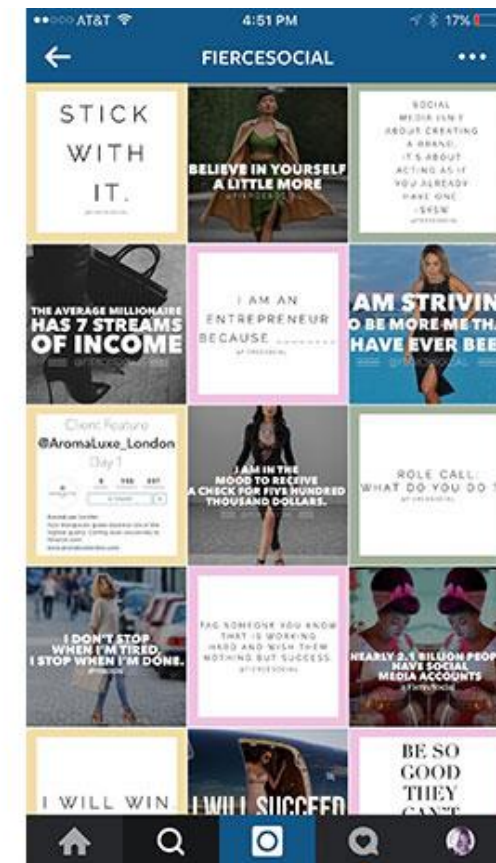 AT&T 4:51 PM 17%
FIERCESOCIAL
STICK
WITH
IT.
BELIEVE IN YOURSELF
A LITTLE MORE
SOCIAL
MEDIA ISN'T
ABOUT CREATING
A BRAND.
IT'S ABOUT
ACTING AS IF
YOU ALREADY
HAVE ONE.
THE AVERAGE MILLIONAIRE
HAS 7 STREAMS
OF INCOME
I AM AN
ENTREPRENEUR
BECAUSE ________
@FIERCESOCIAL
AM STRIVIN
O BE MORE ME THA
HAVE EVER BEE
Client Feature
@AromaLuxe_London
Day 1
I AM IN THE
MOOD TO RECEIVE
A CHECK FOR FIVE HUNDRED
THOUSAND DOLLARS.
ROLE CALL:
WHAT DO YOU DO ?
I DON'T STOP
WHEN I'M TIRED,
I STOP WHEN I'M DONE.
TAG SOMEONE YOU KNOW
THAT IS WORKING
HARD AND WISH THEM
NOTHING BUT SUCCESS.
@FIERCESOCIAL
NEARLY 2.1 BILLION PEOP
HAVE SOCIAL
MEDIA ACCOUNTS
@FierceSocial
I WILL WIN.
I WILL SUCCEED
BE SO
GOOD
THEY
CAN'T